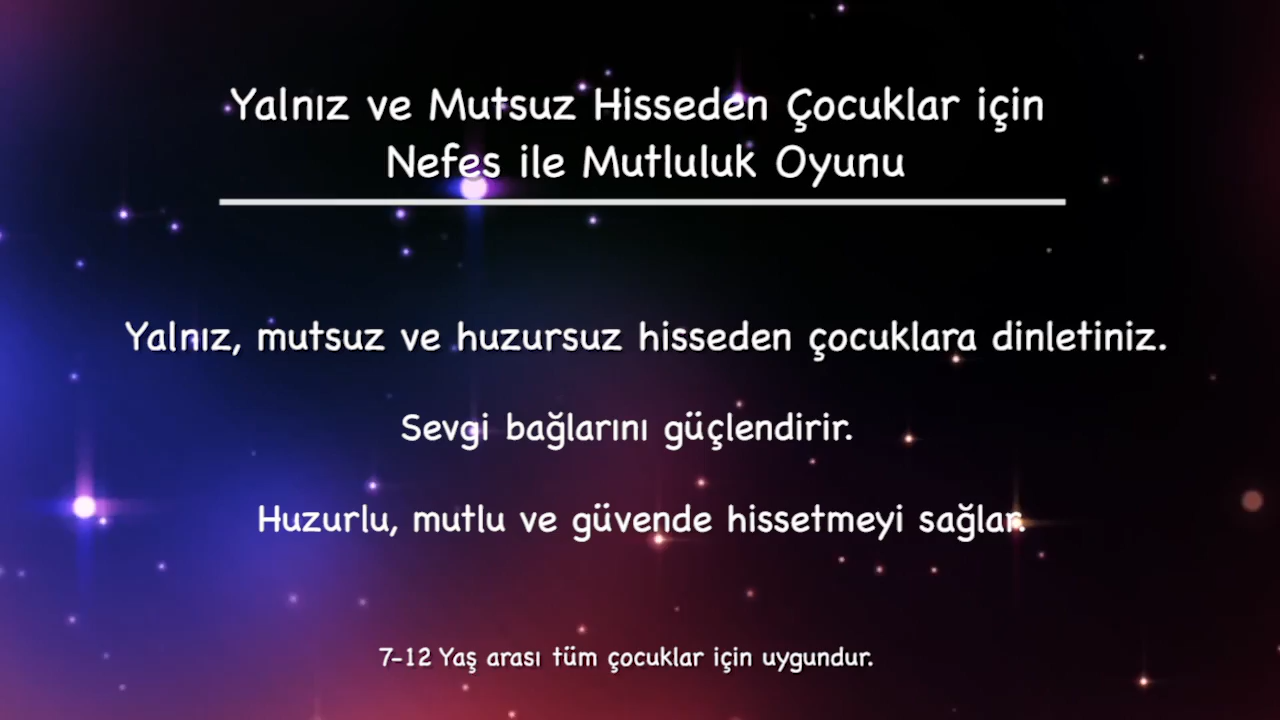 Yalnız ve Mutsuz Hisseden Çocuklar için
Nefes ile Mutluluk Oyunu
Yalnız, mutsuz ve huzursuz hisseden çocuklara dinletiniz.
Sevgi bağlarını güçlendirir.
Huzurlu, mutlu ve güvende hissetmeyi sağlar.
7-12 Yaş arası tüm çocuklar için uygundur.